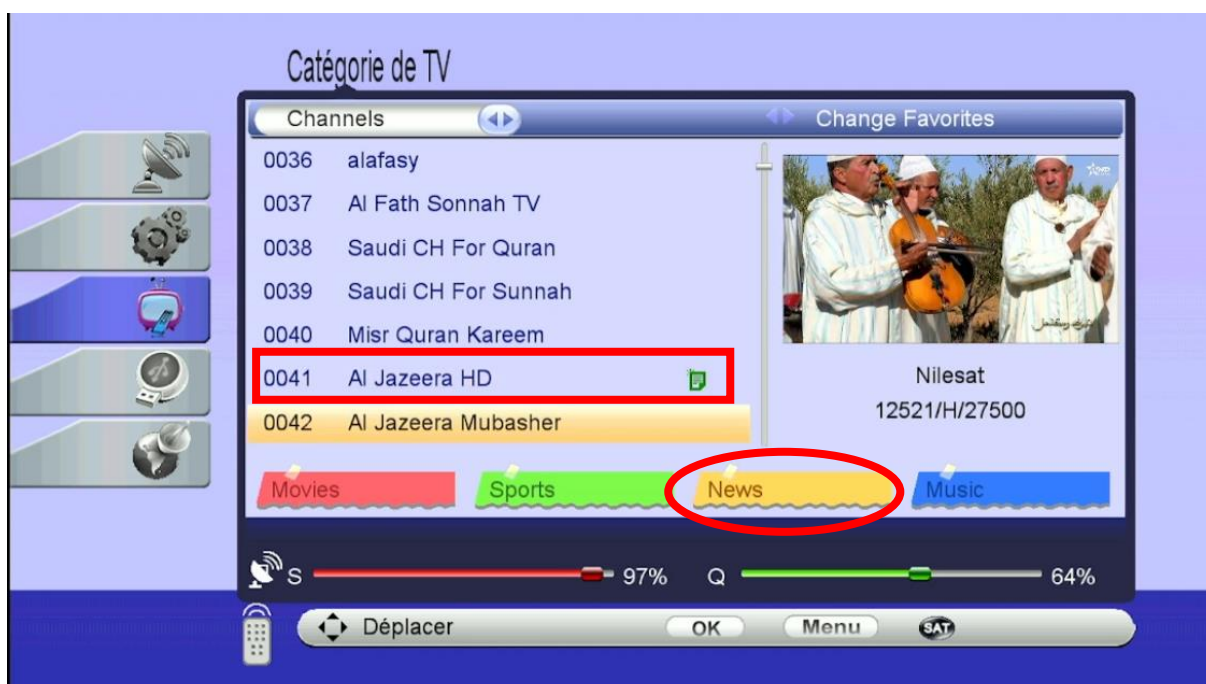 Catégorie de TV
Channels
Change Favorites
0036 alafasy
0037 Al Fath Sonnah TV
0038 Saudi CH For Quran
0039 Saudi CH For Sunnah
0040 Misr Quran Kareem
0041 Al Jazeera HD
0042 Al Jazeera Mubasher
Nilesat
12521/H/27500
Movies Sports News Music
S 97% Q 64%
Déplacer OK Menu SAT